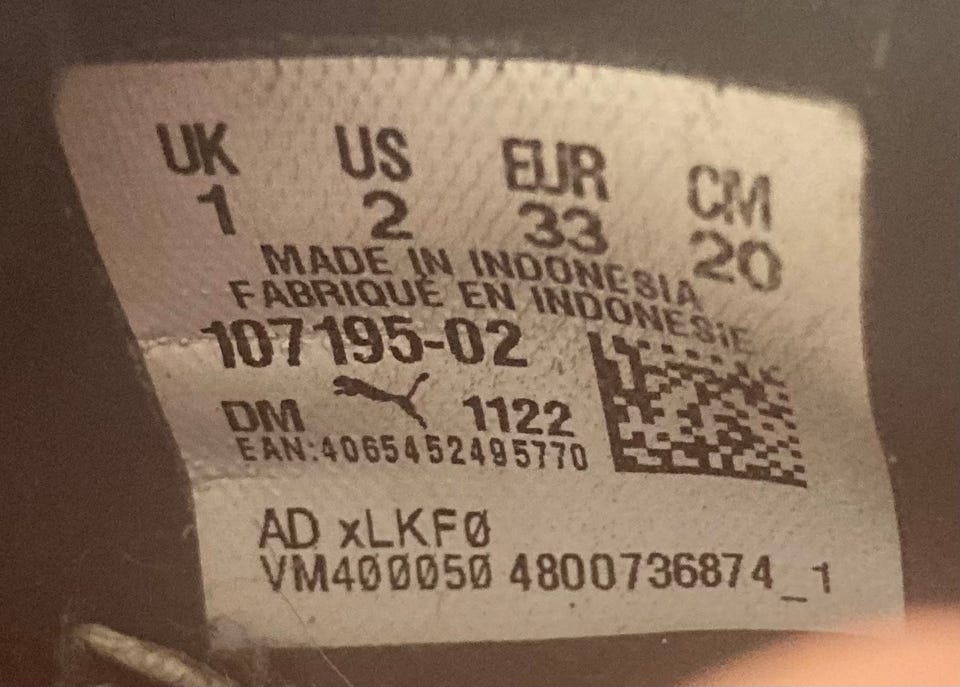 UK US EUR CM
1 2 33 20
MADE IN INDONESIA
FABRIQUÉ EN INDONESIE
107195-02
DM 1122
EAN:4065452495770
AD xLKF0
VM400050 4800736874_1